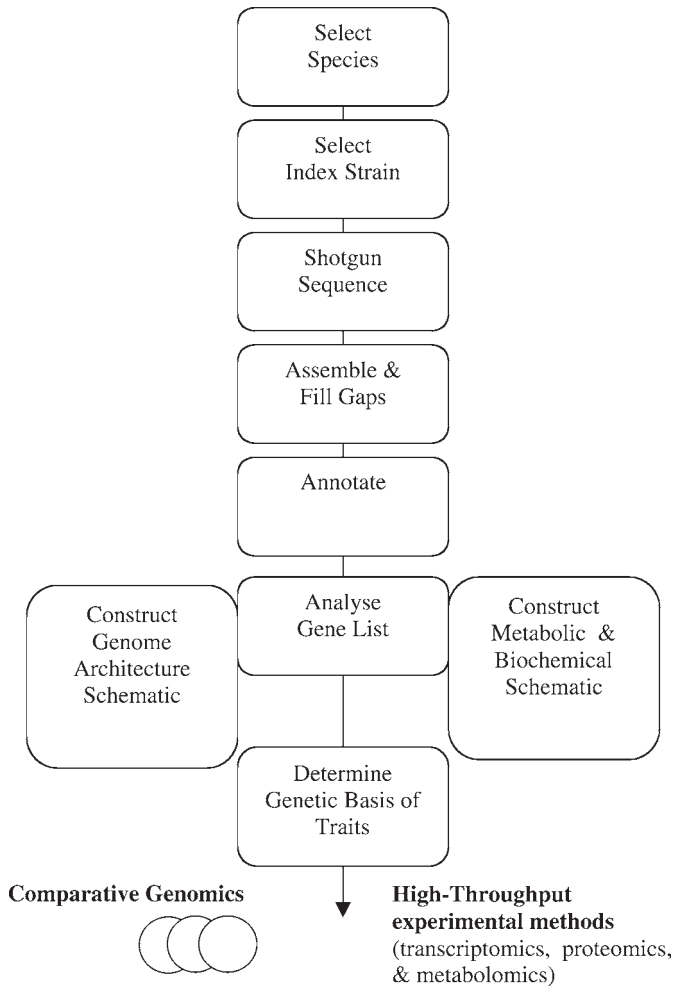 Select
Species
Select
Index Strain
Shotgun
Sequence
Assemble &
Fill Gaps
Annotate
Analyse
Gene List
Construct
Genome
Architecture
Schematic
Construct
Metabolic &
Biochemical
Schematic
Determine
Genetic Basis of
Traits
Comparative Genomics
High-Throughput
experimental methods
(transcriptomics, proteomics,
& metabolomics)